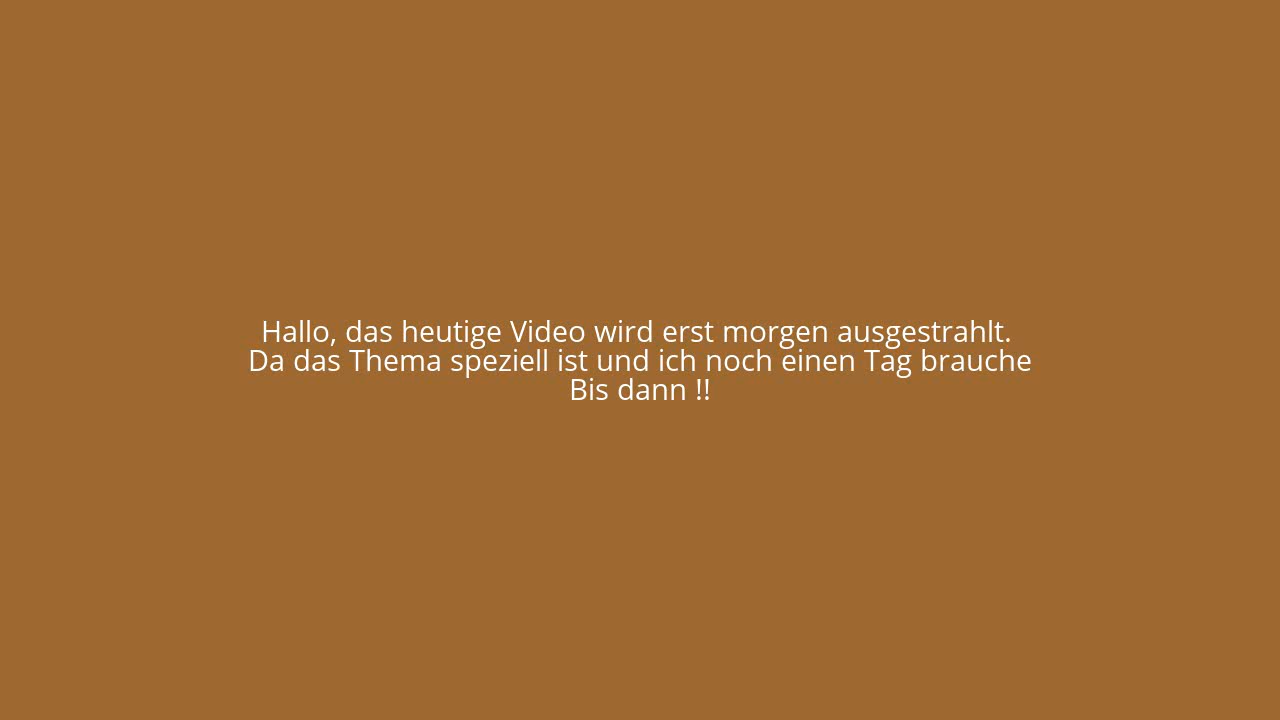 Hallo, das heutige Video wird erst morgen ausgestrahlt.
Da das Thema speziell ist und ich noch einen Tag brauche
Bis dann !!